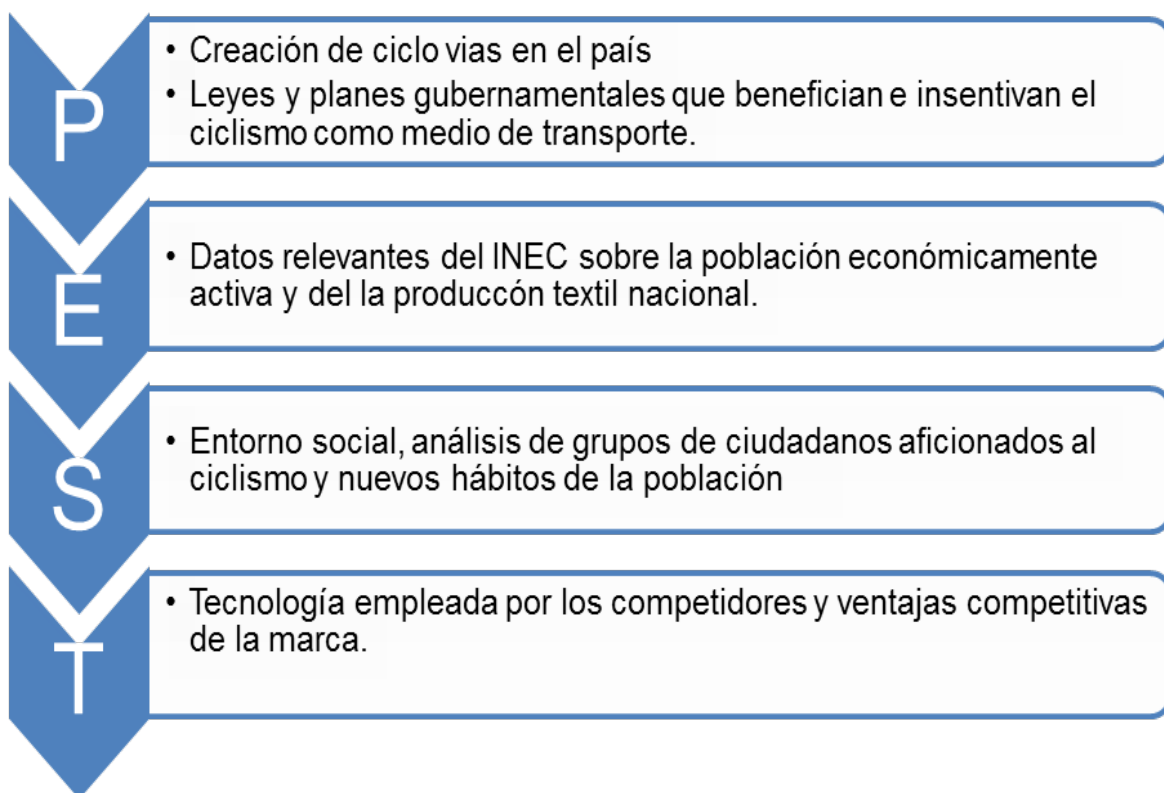 P
• Creación de ciclo vias en el país
• Leyes y planes gubernamentales que benefician e insentivan el
ciclismo como medio de transporte.
E
• Datos relevantes del INEC sobre la población económicamente
activa y del la produccón textil nacional.
S
• Entorno social, análisis de grupos de ciudadanos aficionados al
ciclismo y nuevos hábitos de la población
T
• Tecnología empleada por los competidores y ventajas competitivas
de la marca.